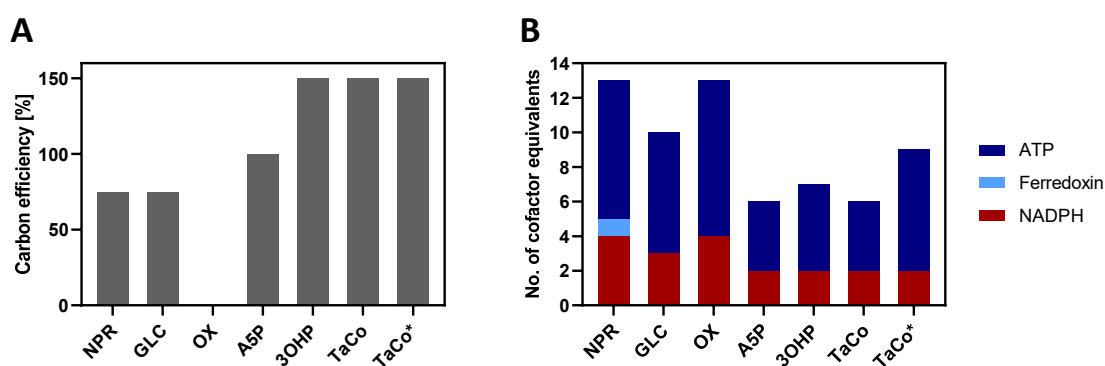 A
Carbon efficiency [%]
150
100
50
0
NPR
GLC
OX
A5P
3OHP
TaCo
TaCo*
B
No. of cofactor equivalents
14
12
10
8
6
4
2
0
NPR
GLC
OX
A5P
3OHP
TaCo
TaCo*
ATP
Ferredoxin
NADPH